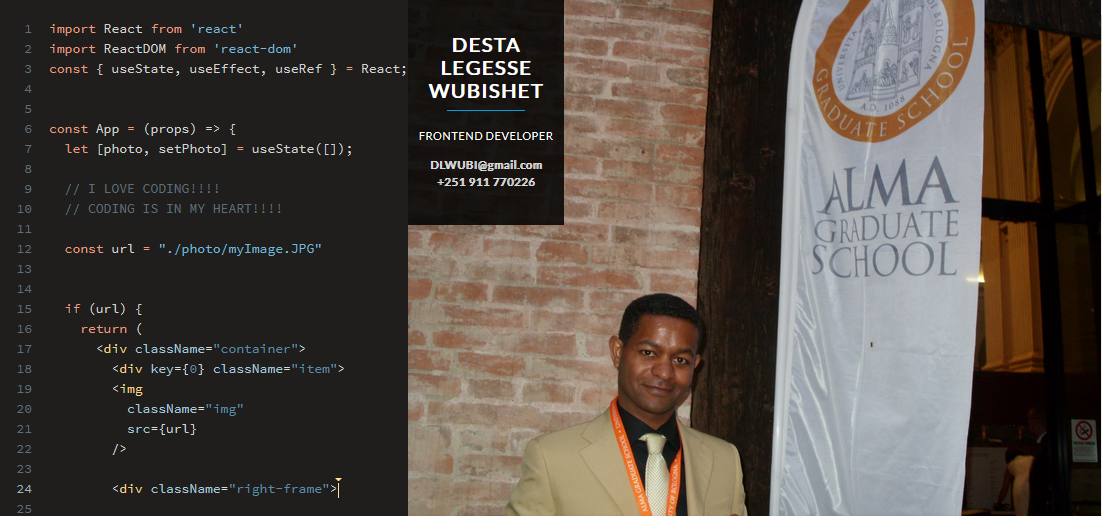 1 import React from 'react'
2 import ReactDOM from 'react-dom'
3 const { useState, useEffect, useRef } = React;
4
5
6 const App = (props) => {
7 let [photo, setPhoto] = useState([]);
8
9 // I LOVE CODING!!!!
10 // CODING IS IN MY HEART!!!!
11
12 const url = "./photo/myImage.JPG"
13
14
15 if (url) {
16 return (
17 <div className="container">
18 <div key={0} className="item">
19 <img
20 className="img"
21 src={url}
22 />
23
24 <div className="right-frame">
25
DESTA
LEGESSE
WUBISHET
FRONTEND DEVELOPER
DLWUBI@gmail.com
+251 911 770226
A.D. 1088
GRADUATE SCHOOL
ALMA
GRADUATE
SCHOOL
ALMA GRADUATE SCHOOL
OF BOLOGNA